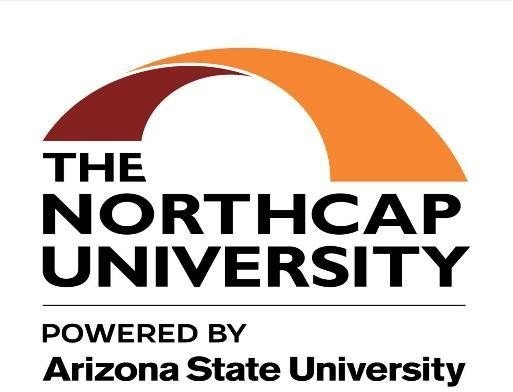 THE
NORTHCAP
UNIVERSITY
POWERED BY
Arizona State University